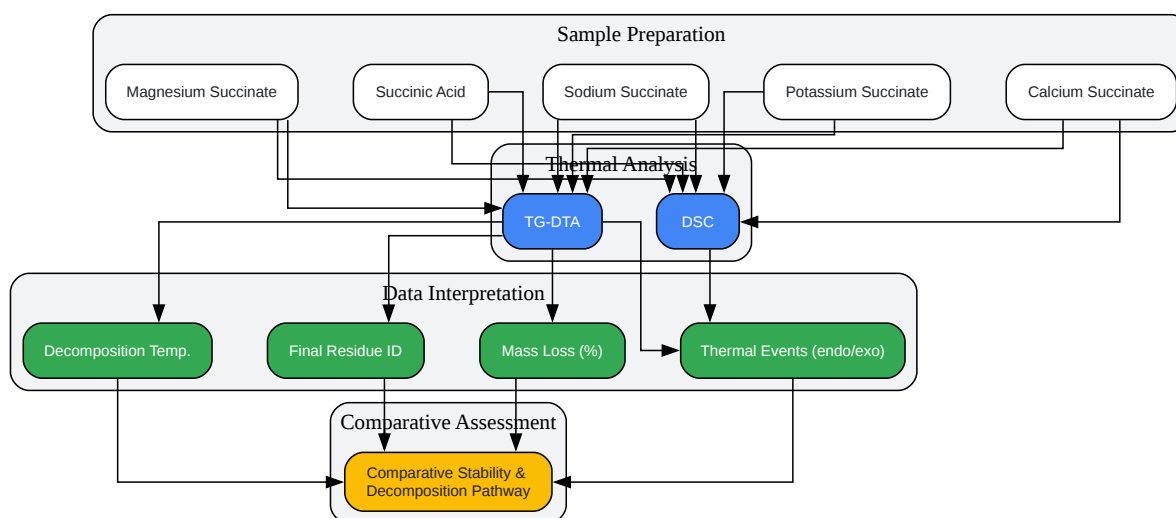 Sample Preparation
Magnesium Succinate
Succinic Acid
Sodium Succinate
Potassium Succinate
Calcium Succinate
Thermal Analysis
TG-DTA
DSC
Data Interpretation
Decomposition Temp.
Final Residue ID
Mass Loss (%)
Thermal Events (endo/exo)
Comparative Assessment
Comparative Stability &
Decomposition Pathway